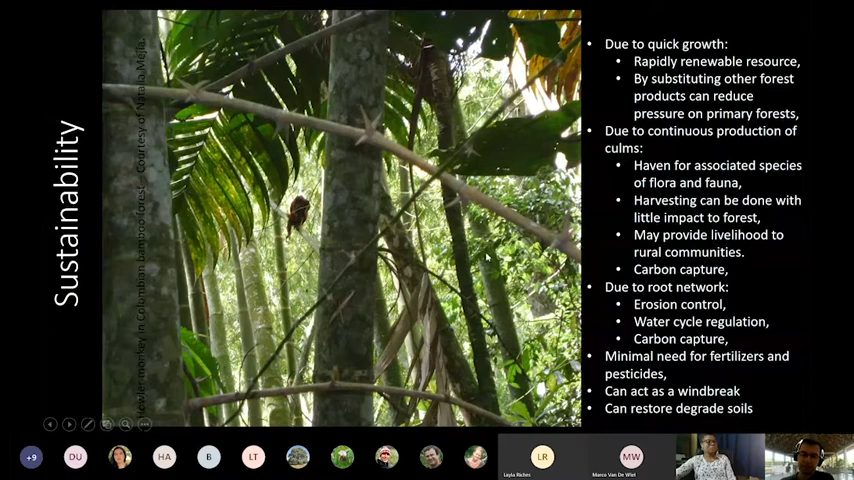 Sustainability
Howler monkey in Colombian bamboo forest – Courtesy of Natalia Mejía.
• Due to quick growth:
• Rapidly renewable resource,
• By substituting other forest
products can reduce
pressure on primary forests,
• Due to continuous production of
culms:
• Haven for associated species
of flora and fauna,
• Harvesting can be done with
little impact to forest,
• May provide livelihood to
rural communities.
• Carbon capture,
• Due to root network:
• Erosion control,
• Water cycle regulation,
• Carbon capture,
• Minimal need for fertilizers and
pesticides,
• Can act as a windbreak
• Can restore degrade soils
+9
DU
HA
B
LT
LR
MW
Layla Riches
Marco Van De Wiel